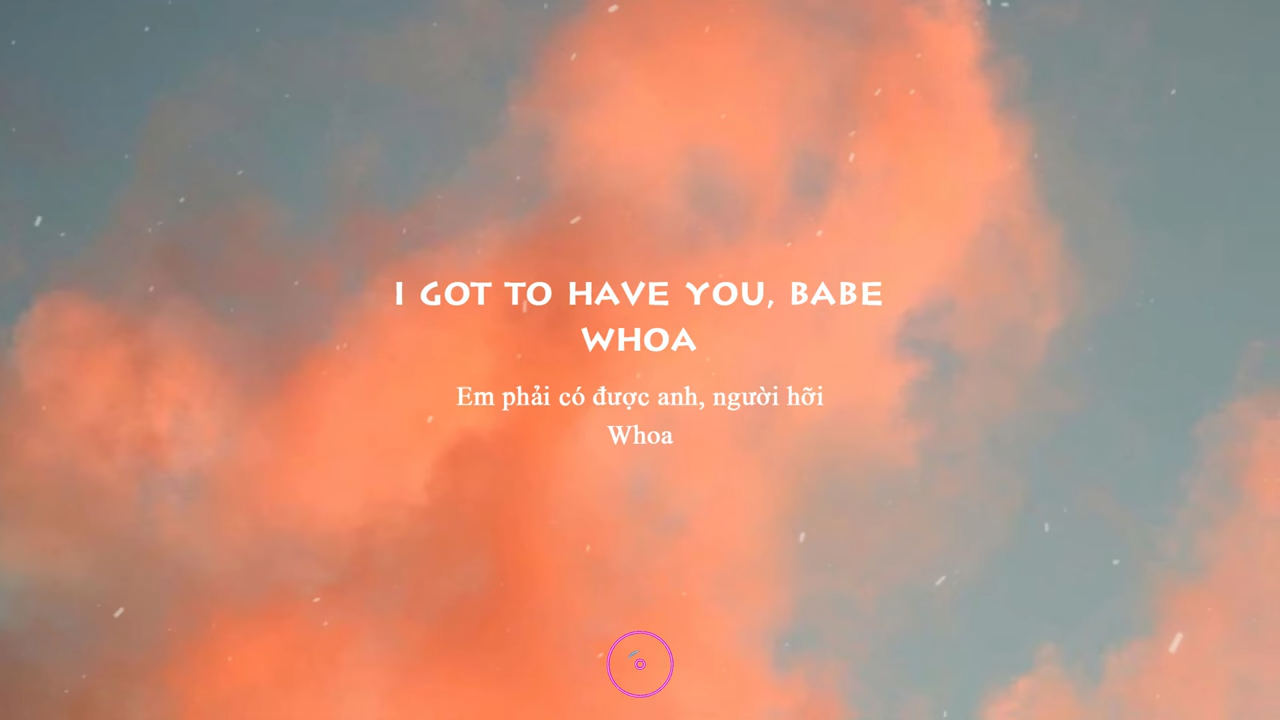 I GOT TO HAVE YOU, BABE
WHOA
Em phải có được anh, người hỡi
Whoa